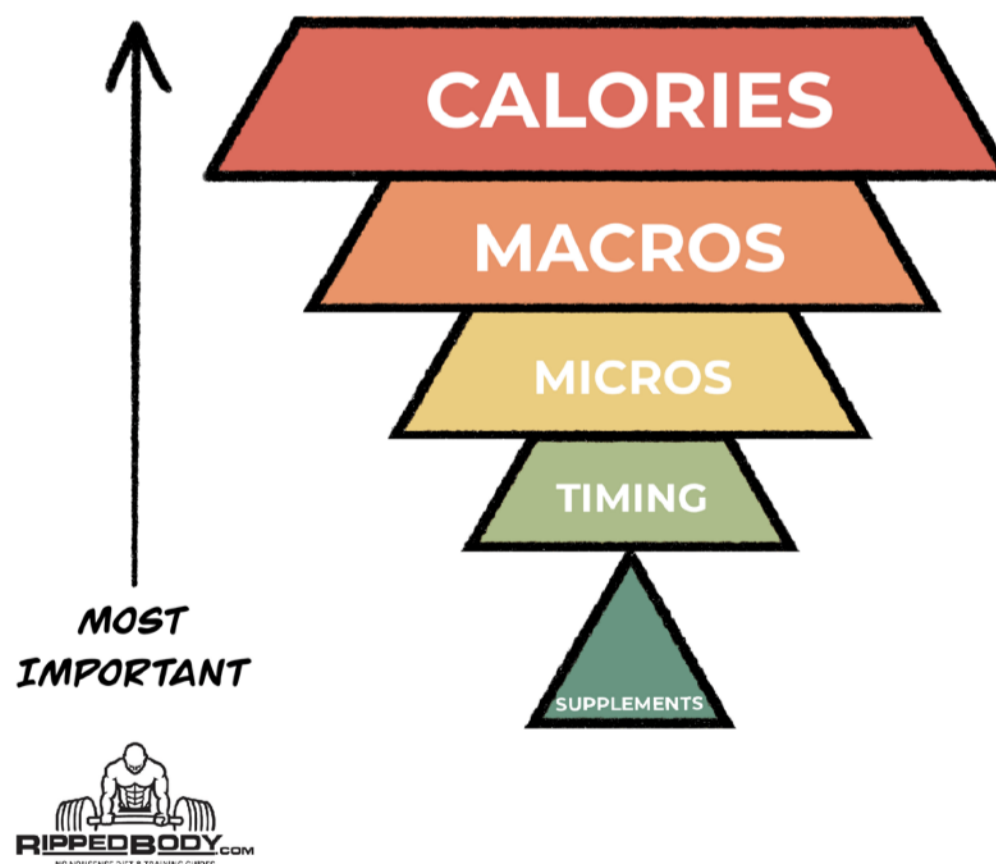 CALORIES
MACROS
MICROS
TIMING
SUPPLEMENTS
MOST
IMPORTANT
RIPPEDBODY.COM